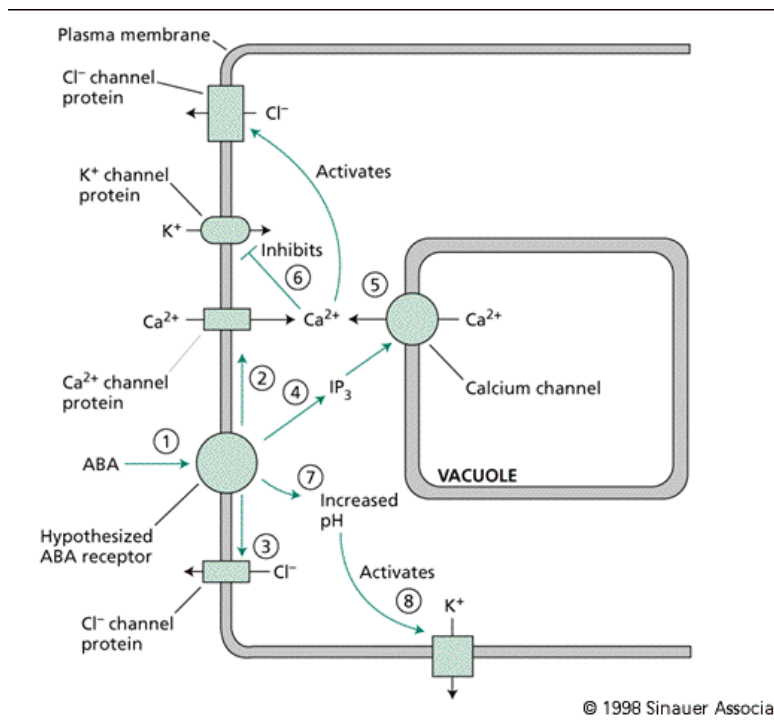 Plasma membrane
Cl⁻ channel
protein
Cl⁻
Activates
K⁺ channel
protein
K⁺
Inhibits
⑥
⑤
Ca²⁺
Ca²⁺
Ca²⁺
Ca²⁺ channel
protein
②
④
IP₃
Calcium channel
①
ABA
VACUOLE
⑦
Increased
pH
Hypothesized
ABA receptor
③
Cl⁻
Activates
⑧
K⁺
Cl⁻ channel
protein
© 1998 Sinauer Associa